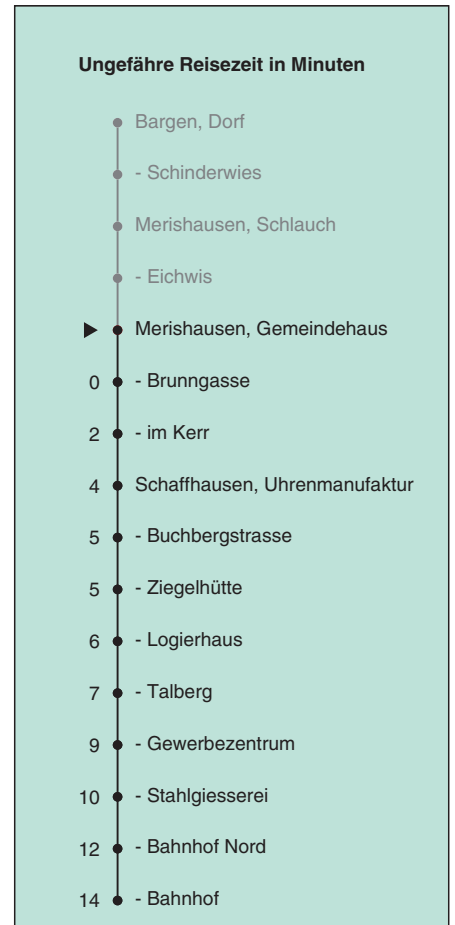 Ungefähre Reisezeit in Minuten
Bargen, Dorf
- Schinderwies
Merishausen, Schlauch
- Eichwis
Merishausen, Gemeindehaus
0 - Brunngasse
2 - im Kerr
4 Schaffhausen, Uhrenmanufaktur
5 - Buchbergstrasse
5 - Ziegelhütte
6 - Logierhaus
7 - Talberg
9 - Gewerbezentrum
10 - Stahlgiesserei
12 - Bahnhof Nord
14 - Bahnhof